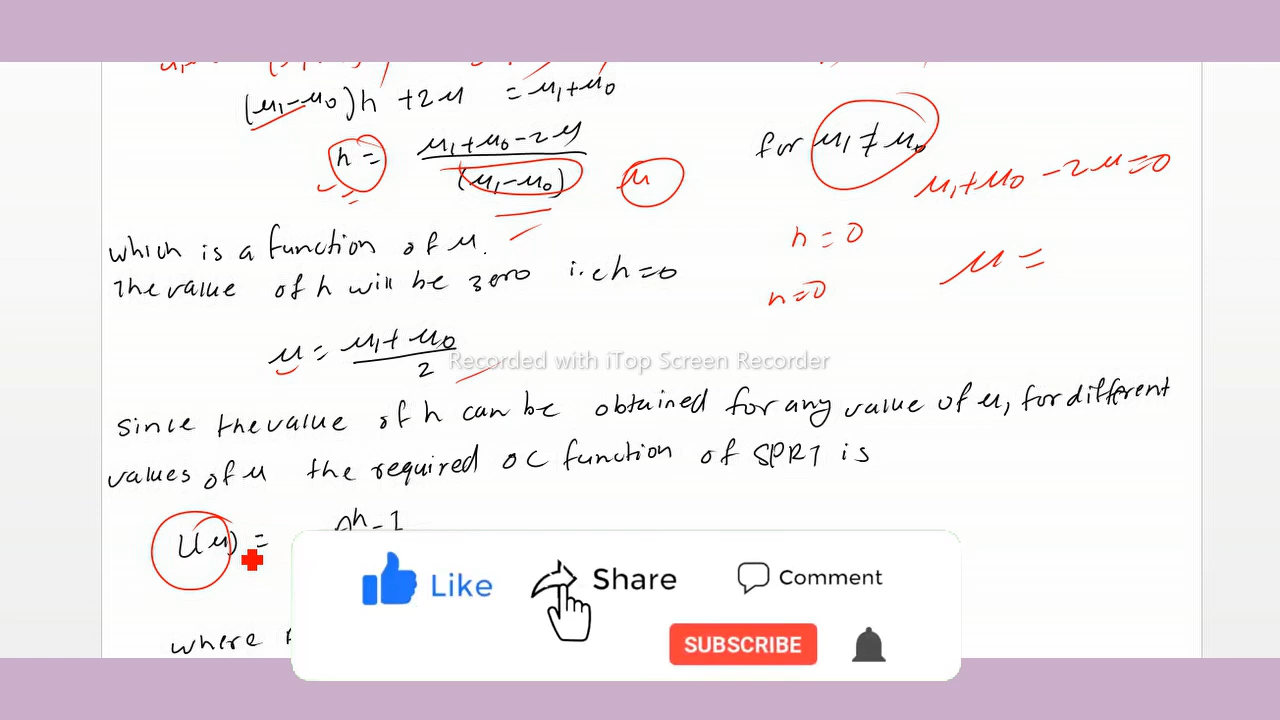 (μ₁-μ₀)h + 2μ = μ₁+μ₀
h = (μ₁+μ₀-2μ)/(μ₁-μ₀)
μ
for μ₁ ≠ μ₀
μ₁+μ₀-2μ=0
which is a function of μ.
h = 0
μ =
The value of h will be zero i.e h=0
h=0
μ = (μ₁+μ₀)/2
Recorded with iTop Screen Recorder
Since the value of h can be obtained for any value of μ, for different
values of μ the required OC function of SPRT is
L(μ) =
h-1
Like
Share
Comment
where
SUBSCRIBE